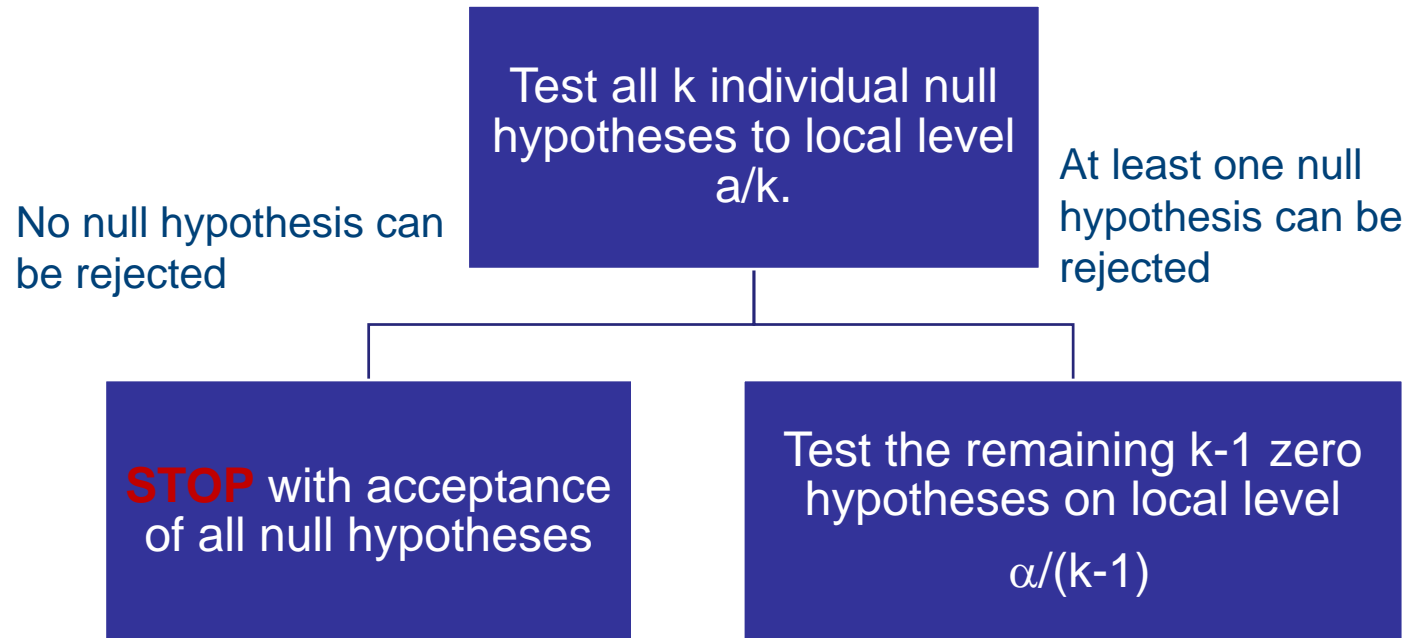 Test all k individual null
hypotheses to local level
a/k.
No null hypothesis can
be rejected
At least one null
hypothesis can be
rejected
STOP with acceptance
of all null hypotheses
Test the remaining k-1 zero
hypotheses on local level
α/(k-1)